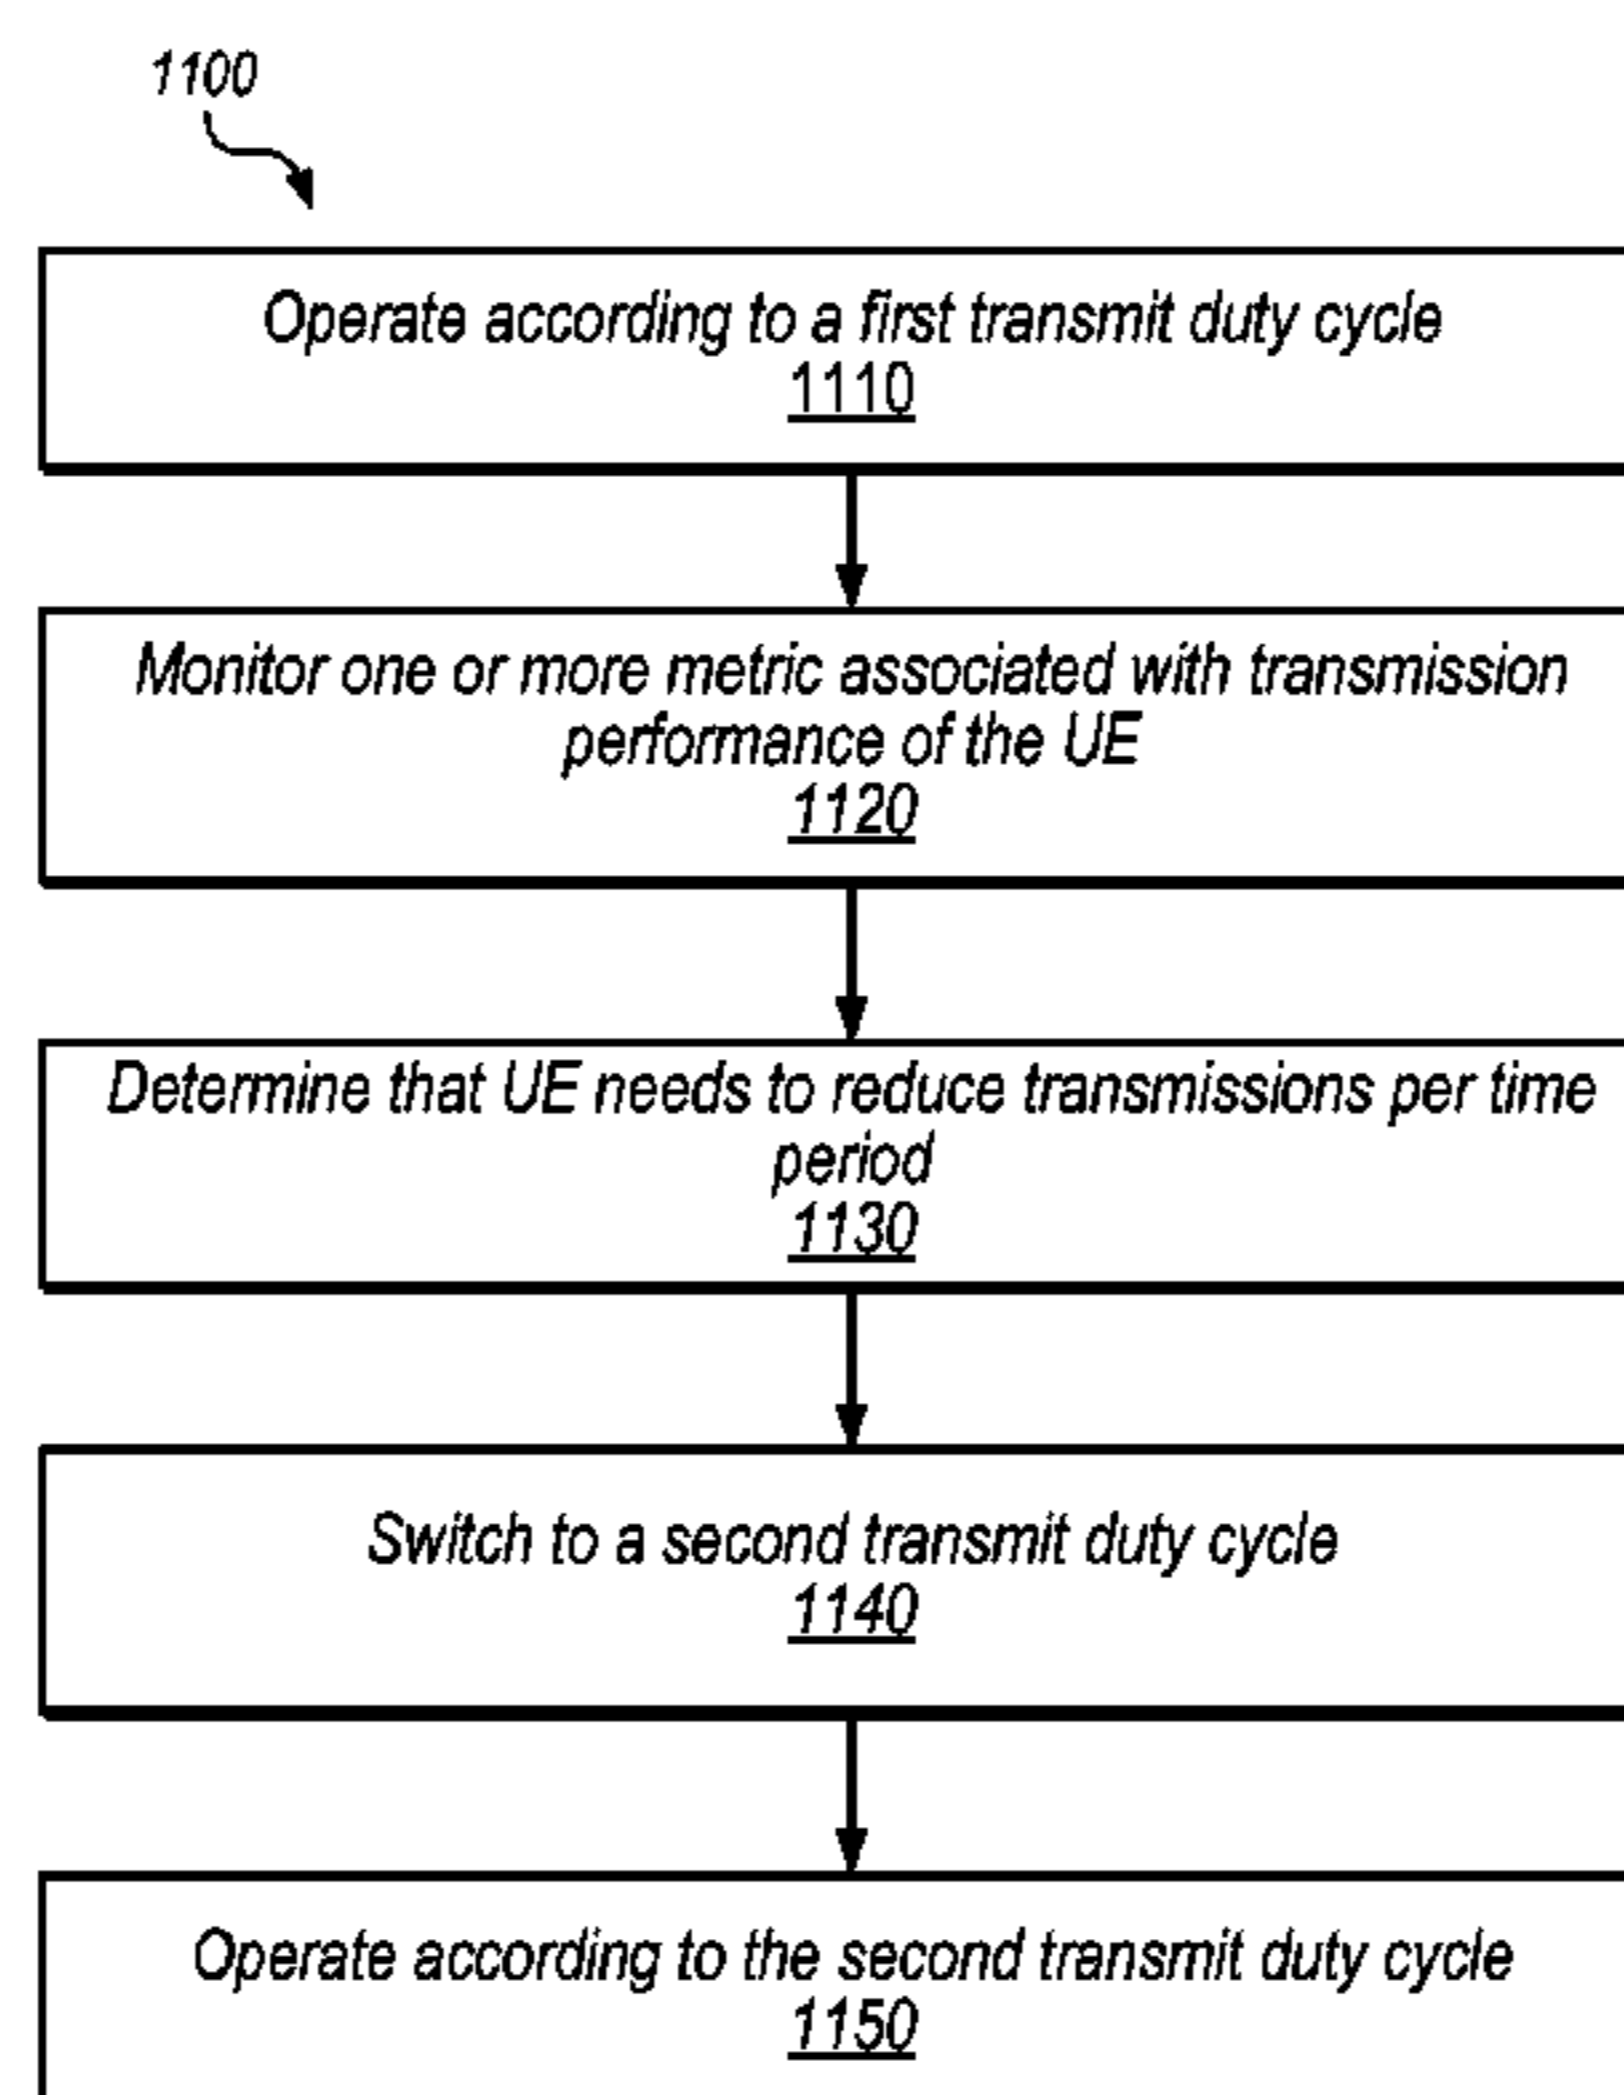 1100
Operate according to a first transmit duty cycle
1110
Monitor one or more metric associated with transmission
performance of the UE
1120
Determine that UE needs to reduce transmissions per time
period
1130
Switch to a second transmit duty cycle
1140
Operate according to the second transmit duty cycle
1150